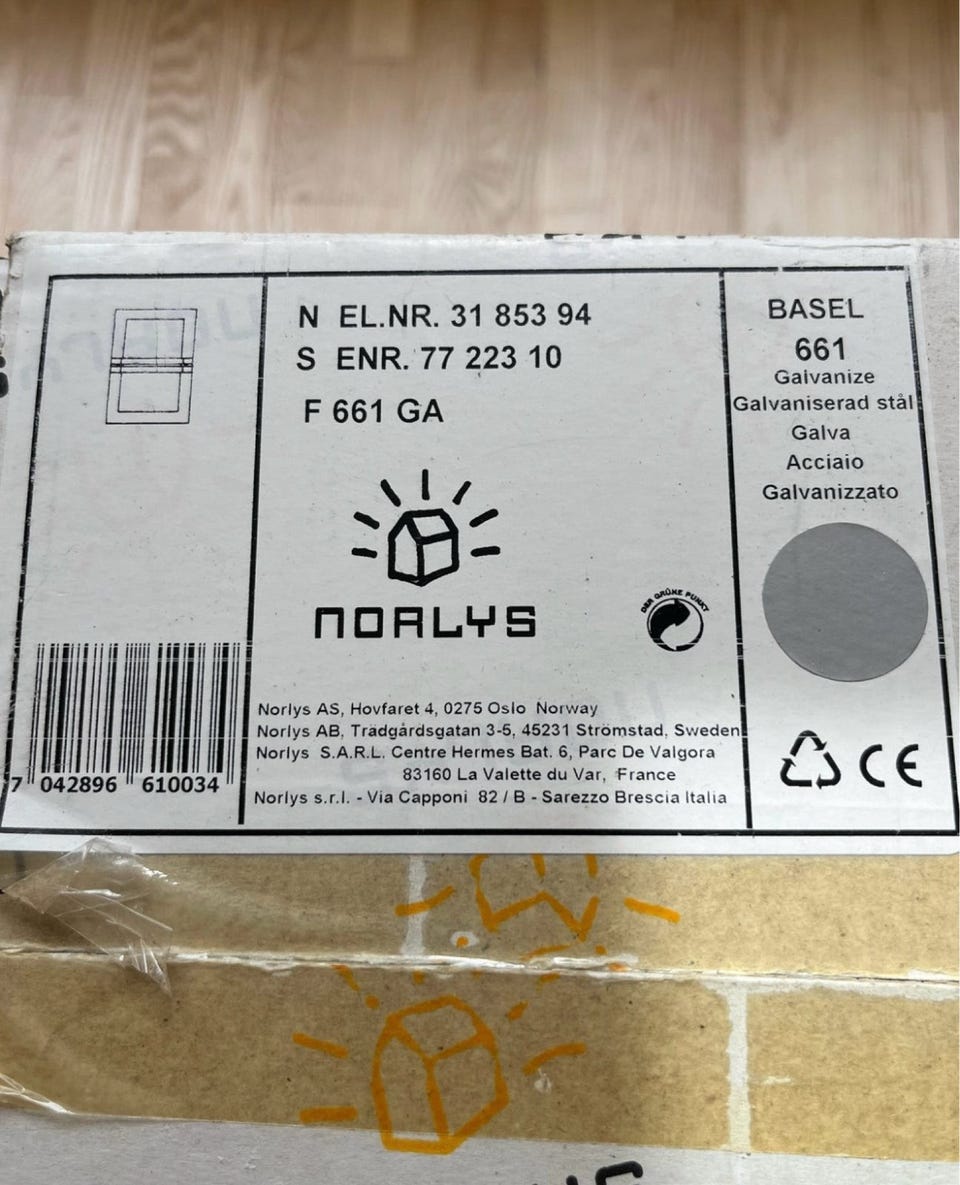 N EL.NR. 31 853 94
S ENR. 77 223 10
F 661 GA
NORLYS
DER GRÜNE PUNKT
Norlys AS, Hovfaret 4, 0275 Oslo Norway
Norlys AB, Trädgårdsgatan 3-5, 45231 Strömstad, Sweden
Norlys S.A.R.L. Centre Hermes Bat. 6, Parc De Valgora
83160 La Valette du Var, France
Norlys s.r.l. - Via Capponi 82 / B - Sarezzo Brescia Italia
7 042896 610034
BASEL
661
Galvanize
Galvaniserad stål
Galva
Acciaio
Galvanizzato
CE